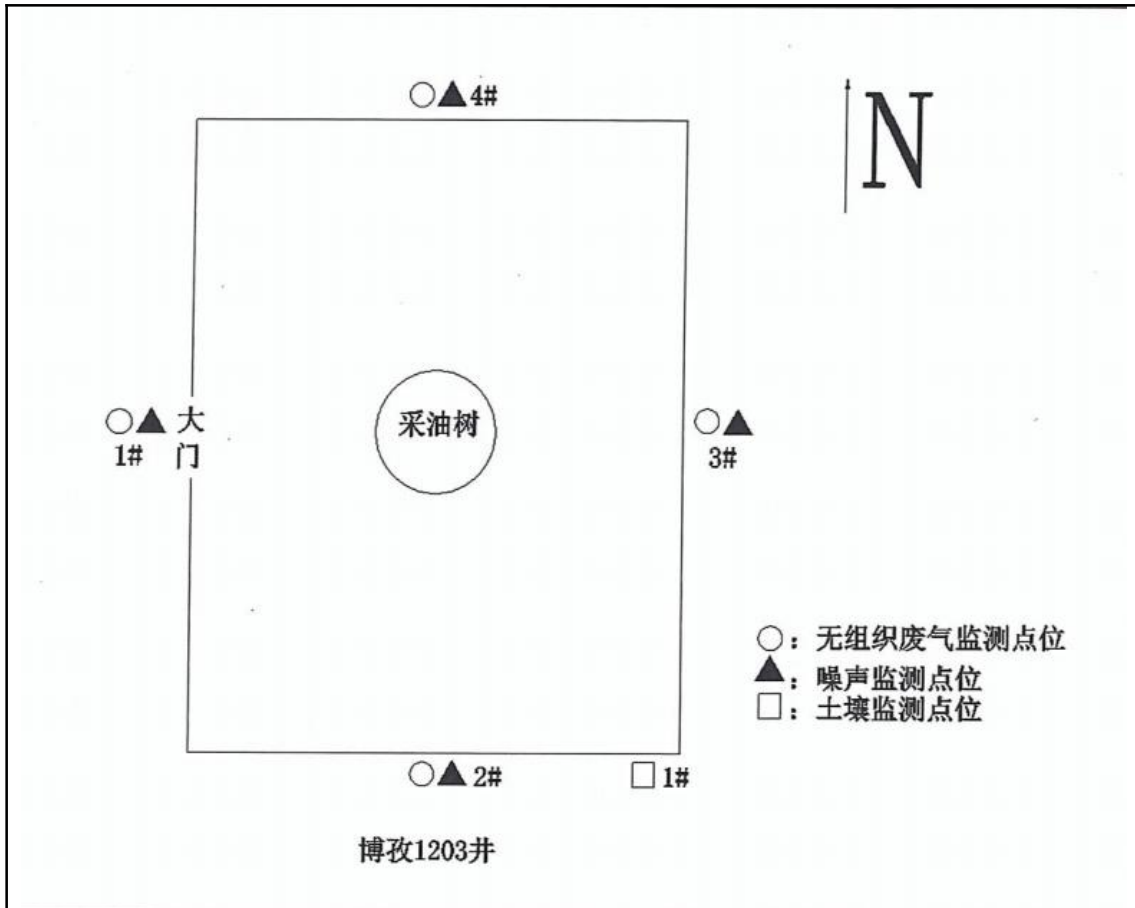 4#
N
大
门
采油树
1#
3#
○：无组织废气监测点位
▲：噪声监测点位
□：土壤监测点位
2#
1#
博孜1203井